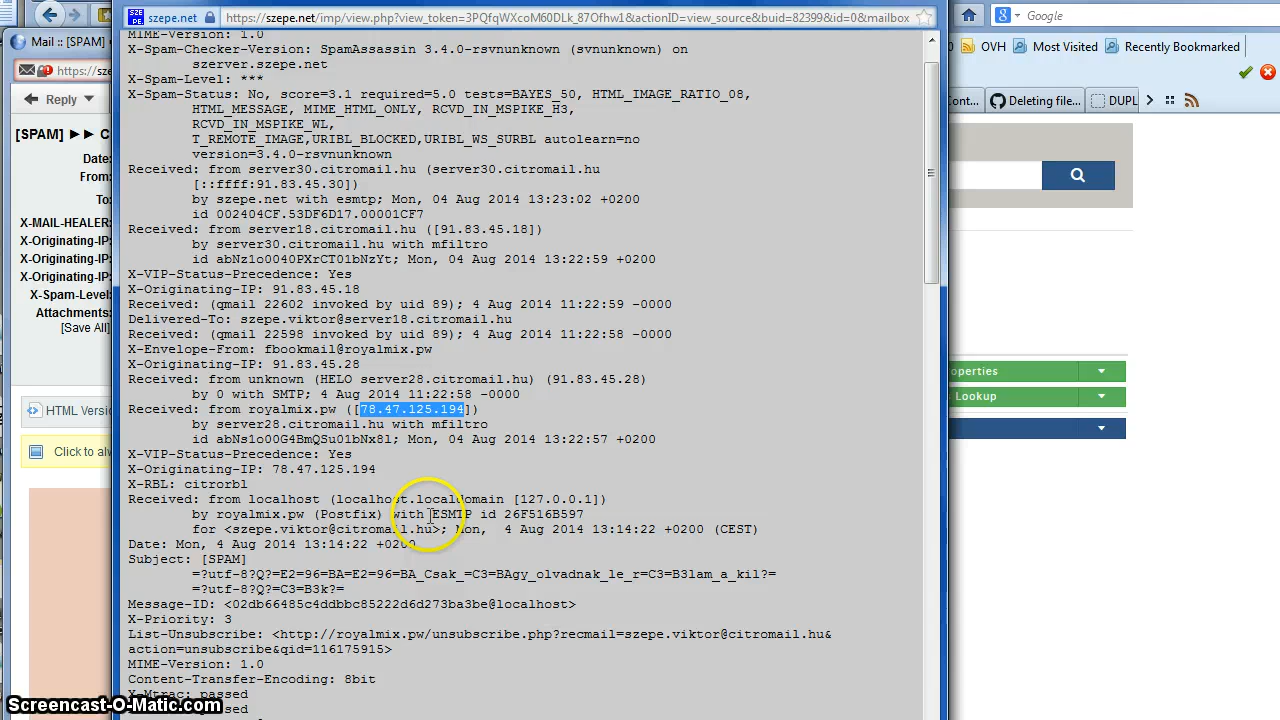 szepe.net
https://szepe.net/imp/view.php?view_token=3PQfqWXcoM60DLk_87Ofhw1&actionID=view_source&buid=82399&id=0&mailbox
Google
Mail :: [SPAM]
https://sze
OVH
Most Visited
Recently Bookmarked
Reply
Cont...
Deleting file...
DUPL
[SPAM] ►► C
Date:
From:
To:
X-MAIL-HEALER:
X-Originating-IP:
X-Originating-IP:
X-Originating-IP:
X-Spam-Level:
Attachments:
[Save All]
HTML Versio
Click to alw
MIME-Version: 1.0
X-Spam-Checker-Version: SpamAssassin 3.4.0-rsvnunknown (svnunknown) on
szerver.szepe.net
X-Spam-Level: ***
X-Spam-Status: No, score=3.1 required=5.0 tests=BAYES_50, HTML_IMAGE_RATIO_08,
HTML_MESSAGE, MIME_HTML_ONLY, RCVD_IN_MSPIKE_H3,
RCVD_IN_MSPIKE_WL,
T_REMOTE_IMAGE,URIBL_BLOCKED,URIBL_WS_SURBL autolearn=no
version=3.4.0-rsvnunknown
Received: from server30.citromail.hu (server30.citromail.hu
[::ffff:91.83.45.30])
by szepe.net with esmtp; Mon, 04 Aug 2014 13:23:02 +0200
id 002404CF.53DF6D17.00001CF7
Received: from server18.citromail.hu ([91.83.45.18])
by server30.citromail.hu with mfiltro
id abNz1o0040PXrCT01bNzYt; Mon, 04 Aug 2014 13:22:59 +0200
X-VIP-Status-Precedence: Yes
X-Originating-IP: 91.83.45.18
Received: (qmail 22602 invoked by uid 89); 4 Aug 2014 11:22:59 -0000
Delivered-To: szepe.viktor@server18.citromail.hu
Received: (qmail 22598 invoked by uid 89); 4 Aug 2014 11:22:58 -0000
X-Envelope-From: fbookmail@royalmix.pw
X-Originating-IP: 91.83.45.28
Received: from unknown (HELO server28.citromail.hu) (91.83.45.28)
by 0 with SMTP; 4 Aug 2014 11:22:58 -0000
Received: from royalmix.pw ([78.47.125.194])
by server28.citromail.hu with mfiltro
id abNs1o00G4BmQSu01bNx8l; Mon, 04 Aug 2014 13:22:57 +0200
X-VIP-Status-Precedence: Yes
X-Originating-IP: 78.47.125.194
X-RBL: citrorbl
Received: from localhost (localhost.localdomain [127.0.0.1])
by royalmix.pw (Postfix) with ESMTP id 26F516B597
for <szepe.viktor@citromail.hu>; Mon, 4 Aug 2014 13:14:22 +0200 (CEST)
Date: Mon, 4 Aug 2014 13:14:22 +0200
Subject: [SPAM]
=?utf-8?Q?=E2=96=BA=E2=96=BA_Csak_=C3=BAgy_olvadnak_le_r=C3=B3lam_a_kil?=
=?utf-8?Q?=C3=B3k?=
Message-ID: <02db66485c4ddbbc85222d6d273ba3be@localhost>
X-Priority: 3
List-Unsubscribe: <http://royalmix.pw/unsubscribe.php?recmail=szepe.viktor@citromail.hu&
action=unsubscribe&qid=116175915>
MIME-Version: 1.0
Content-Transfer-Encoding: 8bit
X-Mtrac: passed
ssed
operties
Lookup
Screencast-O-Matic.com